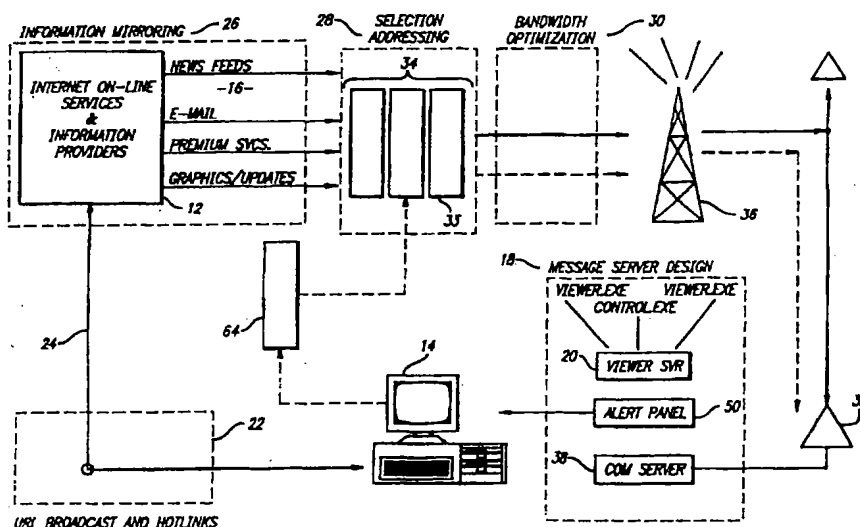 INFORMATION MIRRORING
26
28
SELECTION
ADDRESSING
BANDWIDTH
OPTIMIZATION
30
INTERNET ON-LINE
SERVICES
&
INFORMATION
PROVIDERS
NEWS FEEDS
-16-
E-MAIL
PREMIUM SVCS.
GRAPHICS/UPDATES
12
34
33
36
24
64
14
18
MESSAGE SERVER DESIGN
VIEWER.EXE
VIEWER.EXE
CONTROL.EXE
20
VIEWER SVR
ALERT PANEL
50
38
COM SERVER
22
URL BROADCAST AND HOTLINKS